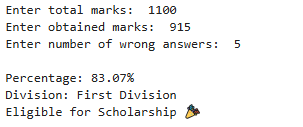 Enter total marks:  1100
Enter obtained marks:  915
Enter number of wrong answers:  5

Percentage: 83.07%
Division: First Division
Eligible for Scholarship 🎉